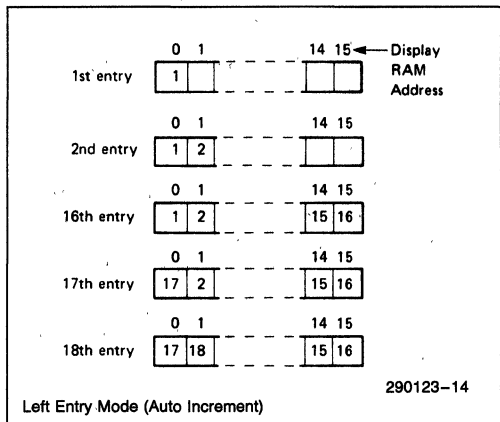 0 1 14 15 Display
1st entry 1 RAM
Address
0 1 14 15
2nd entry 1 2
0 1 14 15
16th entry 1 2 15 16
0 1 14 15
17th entry 17 2 15 16
0 1 14 15
18th entry 17 18 15 16
290123-14
Left Entry Mode (Auto Increment)